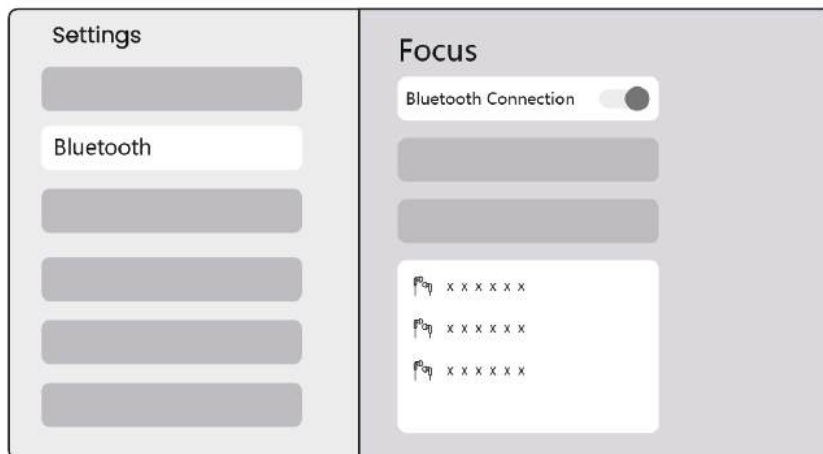 Settings
Bluetooth
Focus
Bluetooth Connection
x x x x x x
x x x x x x
x x x x x x